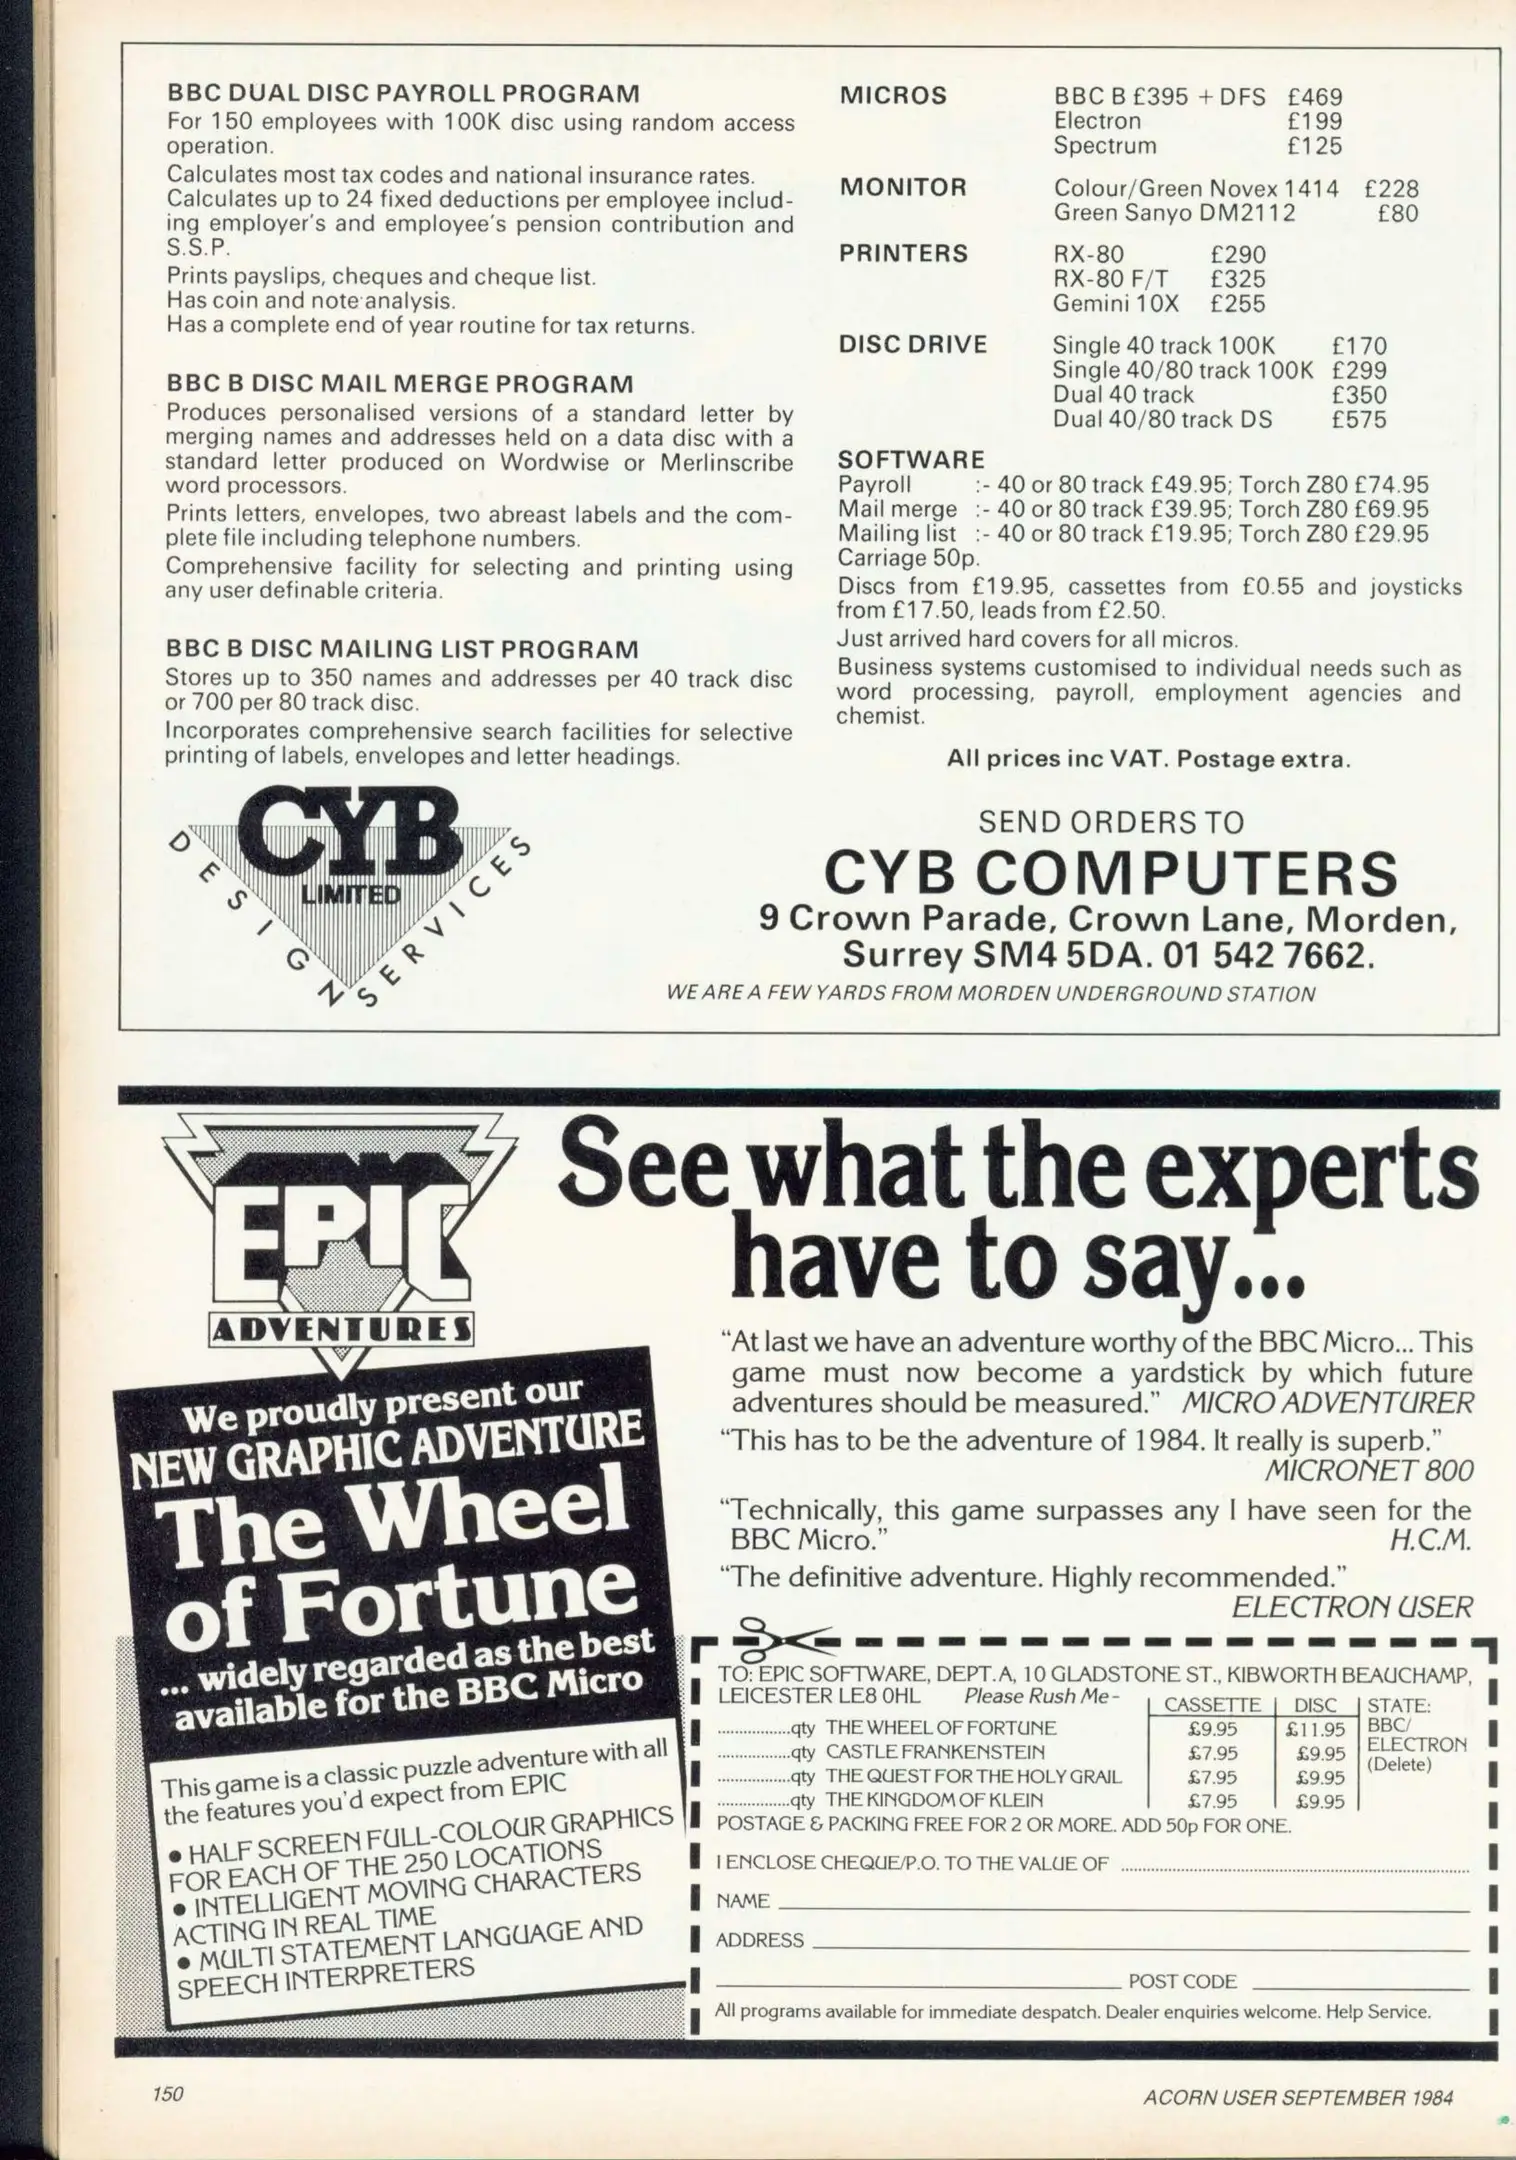 BBC DUAL DISC PAYROLL PROGRAM
For 150 employees with 100K disc using random access
operation.
Calculates most tax codes and national insurance rates.
Calculates up to 24 fixed deductions per employee includ-
ing employer's and employee's pension contribution and
S.S.P.
Prints payslips, cheques and cheque list.
Has coin and note analysis.
Has a complete end of year routine for tax returns.
BBC B DISC MAIL MERGE PROGRAM
Produces personalised versions of a standard letter by
merging names and addresses held on a data disc with a
standard letter produced on Wordwise or Merlinscribe
word processors.
Prints letters, envelopes, two abreast labels and the com-
plete file including telephone numbers.
Comprehensive facility for selecting and printing using
any user definable criteria.
BBC B DISC MAILING LIST PROGRAM
Stores up to 350 names and addresses per 40 track disc
or 700 per 80 track disc.
Incorporates comprehensive search facilities for selective
printing of labels, envelopes and letter headings.
CYB
LIMITED
DESIGN SERVICES
MICROS BBC B £395 + DFS £469
Electron £199
Spectrum £125
MONITOR Colour/Green Novex 1414 £228
Green Sanyo DM2112 £80
PRINTERS RX-80 £290
RX-80 F/T £325
Gemini 10X £255
DISC DRIVE Single 40 track 100K £170
Single 40/80 track 100K £299
Dual 40 track £350
Dual 40/80 track DS £575
SOFTWARE
Payroll :- 40 or 80 track £49.95; Torch Z80 £74.95
Mail merge :- 40 or 80 track £39.95; Torch Z80 £69.95
Mailing list :- 40 or 80 track £19.95; Torch Z80 £29.95
Carriage 50p.
Discs from £19.95, cassettes from £0.55 and joysticks
from £17.50, leads from £2.50.
Just arrived hard covers for all micros.
Business systems customised to individual needs such as
word processing, payroll, employment agencies and
chemist.
All prices inc VAT. Postage extra.
SEND ORDERS TO
CYB COMPUTERS
9 Crown Parade, Crown Lane, Morden,
Surrey SM4 5DA. 01 542 7662.
WE ARE A FEW YARDS FROM MORDEN UNDERGROUND STATION
EPIC
ADVENTURES
We proudly present our
NEW GRAPHIC ADVENTURE
The Wheel
of Fortune
... widely regarded as the best
available for the BBC Micro
This game is a classic puzzle adventure with all
the features you'd expect from EPIC
• HALF SCREEN FULL-COLOUR GRAPHICS
FOR EACH OF THE 250 LOCATIONS
• INTELLIGENT MOVING CHARACTERS
ACTING IN REAL TIME
• MULTI STATEMENT LANGUAGE AND
SPEECH INTERPRETERS
See what the experts
have to say...
"At last we have an adventure worthy of the BBC Micro... This
game must now become a yardstick by which future
adventures should be measured." MICRO ADVENTURER
"This has to be the adventure of 1984. It really is superb."
MICRONET 800
"Technically, this game surpasses any I have seen for the
BBC Micro." H.C.M.
"The definitive adventure. Highly recommended."
ELECTRON USER
TO: EPIC SOFTWARE, DEPT. A, 10 GLADSTONE ST., KIBWORTH BEAUCHAMP,
LEICESTER LE8 0HL Please Rush Me - CASSETTE DISC STATE:
.................qty THE WHEEL OF FORTUNE £9.95 £11.95 BBC/
.................qty CASTLE FRANKENSTEIN £7.95 £9.95 ELECTRON
.................qty THE QUEST FOR THE HOLY GRAIL £7.95 £9.95 (Delete)
.................qty THE KINGDOM OF KLEIN £7.95 £9.95
POSTAGE & PACKING FREE FOR 2 OR MORE. ADD 50p FOR ONE.
I ENCLOSE CHEQUE/P.O. TO THE VALUE OF
NAME
ADDRESS
POST CODE
All programs available for immediate despatch. Dealer enquiries welcome. Help Service.
150
ACORN USER SEPTEMBER 1984